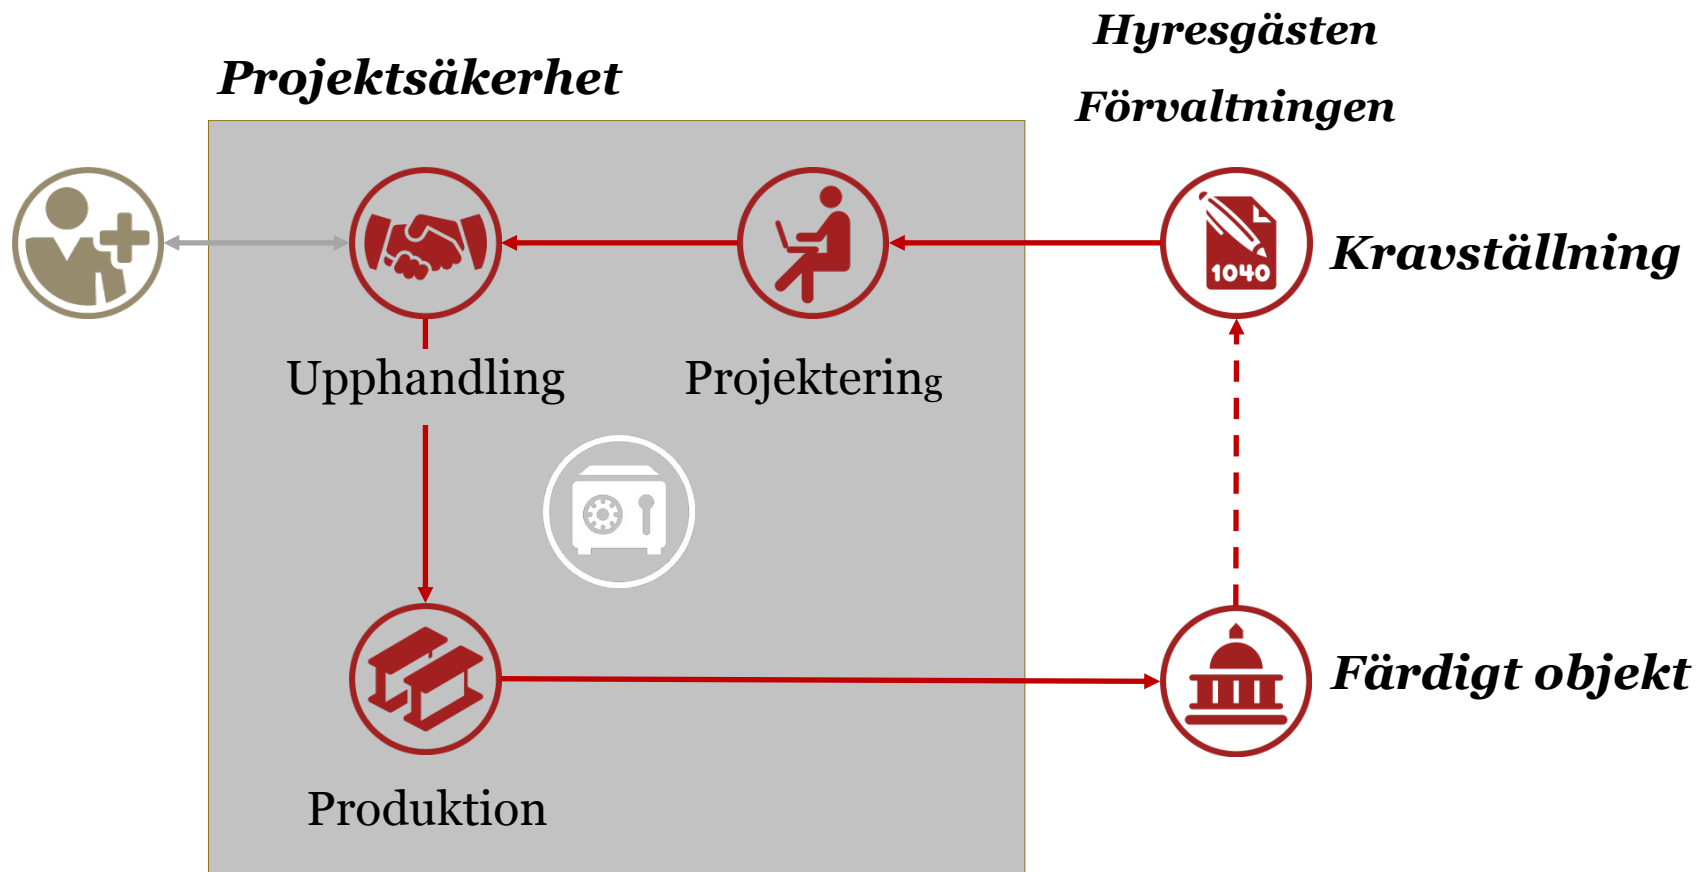 Hyresgästen
Projektsäkerhet
Förvaltningen
1040
Kravställning
Upphandling
Projektering
Färdigt objekt
Produktion